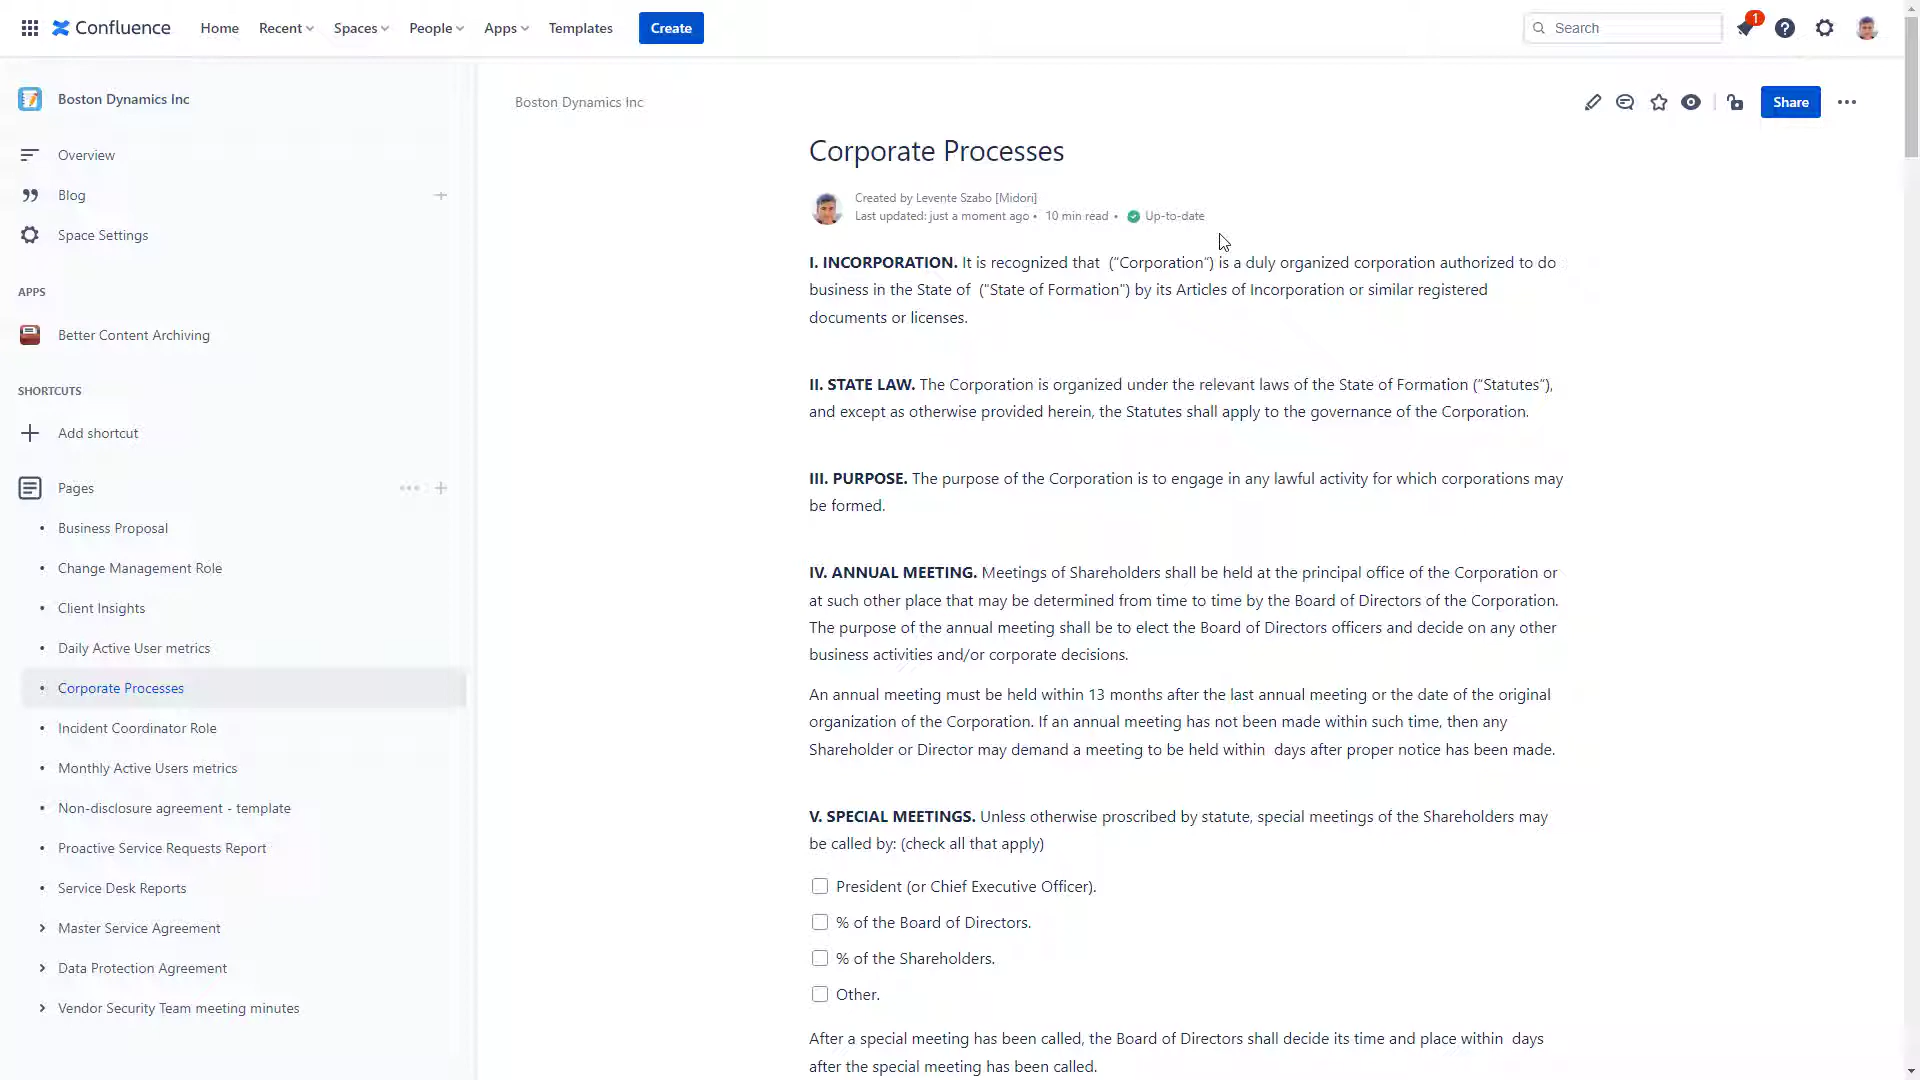 Confluence
Home
Recent
Spaces
People
Apps
Templates
Create
Search
1
Boston Dynamics Inc
Overview
Blog
Space Settings
APPS
Better Content Archiving
SHORTCUTS
Add shortcut
Pages
Business Proposal
Change Management Role
Client Insights
Daily Active User metrics
Corporate Processes
Incident Coordinator Role
Monthly Active Users metrics
Non-disclosure agreement - template
Proactive Service Requests Report
Service Desk Reports
Master Service Agreement
Data Protection Agreement
Vendor Security Team meeting minutes
Boston Dynamics Inc
Share
Corporate Processes
Created by Levente Szabo [Midori]
Last updated: just a moment ago • 10 min read • Up-to-date
I. INCORPORATION. It is recognized that  (“Corporation”) is a duly organized corporation authorized to do
business in the State of  (“State of Formation”) by its Articles of Incorporation or similar registered
documents or licenses.
II. STATE LAW. The Corporation is organized under the relevant laws of the State of Formation (“Statutes”),
and except as otherwise provided herein, the Statutes shall apply to the governance of the Corporation.
III. PURPOSE. The purpose of the Corporation is to engage in any lawful activity for which corporations may
be formed.
IV. ANNUAL MEETING. Meetings of Shareholders shall be held at the principal office of the Corporation or
at such other place that may be determined from time to time by the Board of Directors of the Corporation.
The purpose of the annual meeting shall be to elect the Board of Directors officers and decide on any other
business activities and/or corporate decisions.
An annual meeting must be held within 13 months after the last annual meeting or the date of the original
organization of the Corporation. If an annual meeting has not been made within such time, then any
Shareholder or Director may demand a meeting to be held within  days after proper notice has been made.
V. SPECIAL MEETINGS. Unless otherwise proscribed by statute, special meetings of the Shareholders may
be called by: (check all that apply)
President (or Chief Executive Officer).
% of the Board of Directors.
% of the Shareholders.
Other.
After a special meeting has been called, the Board of Directors shall decide its time and place within  days
after the special meeting has been called.